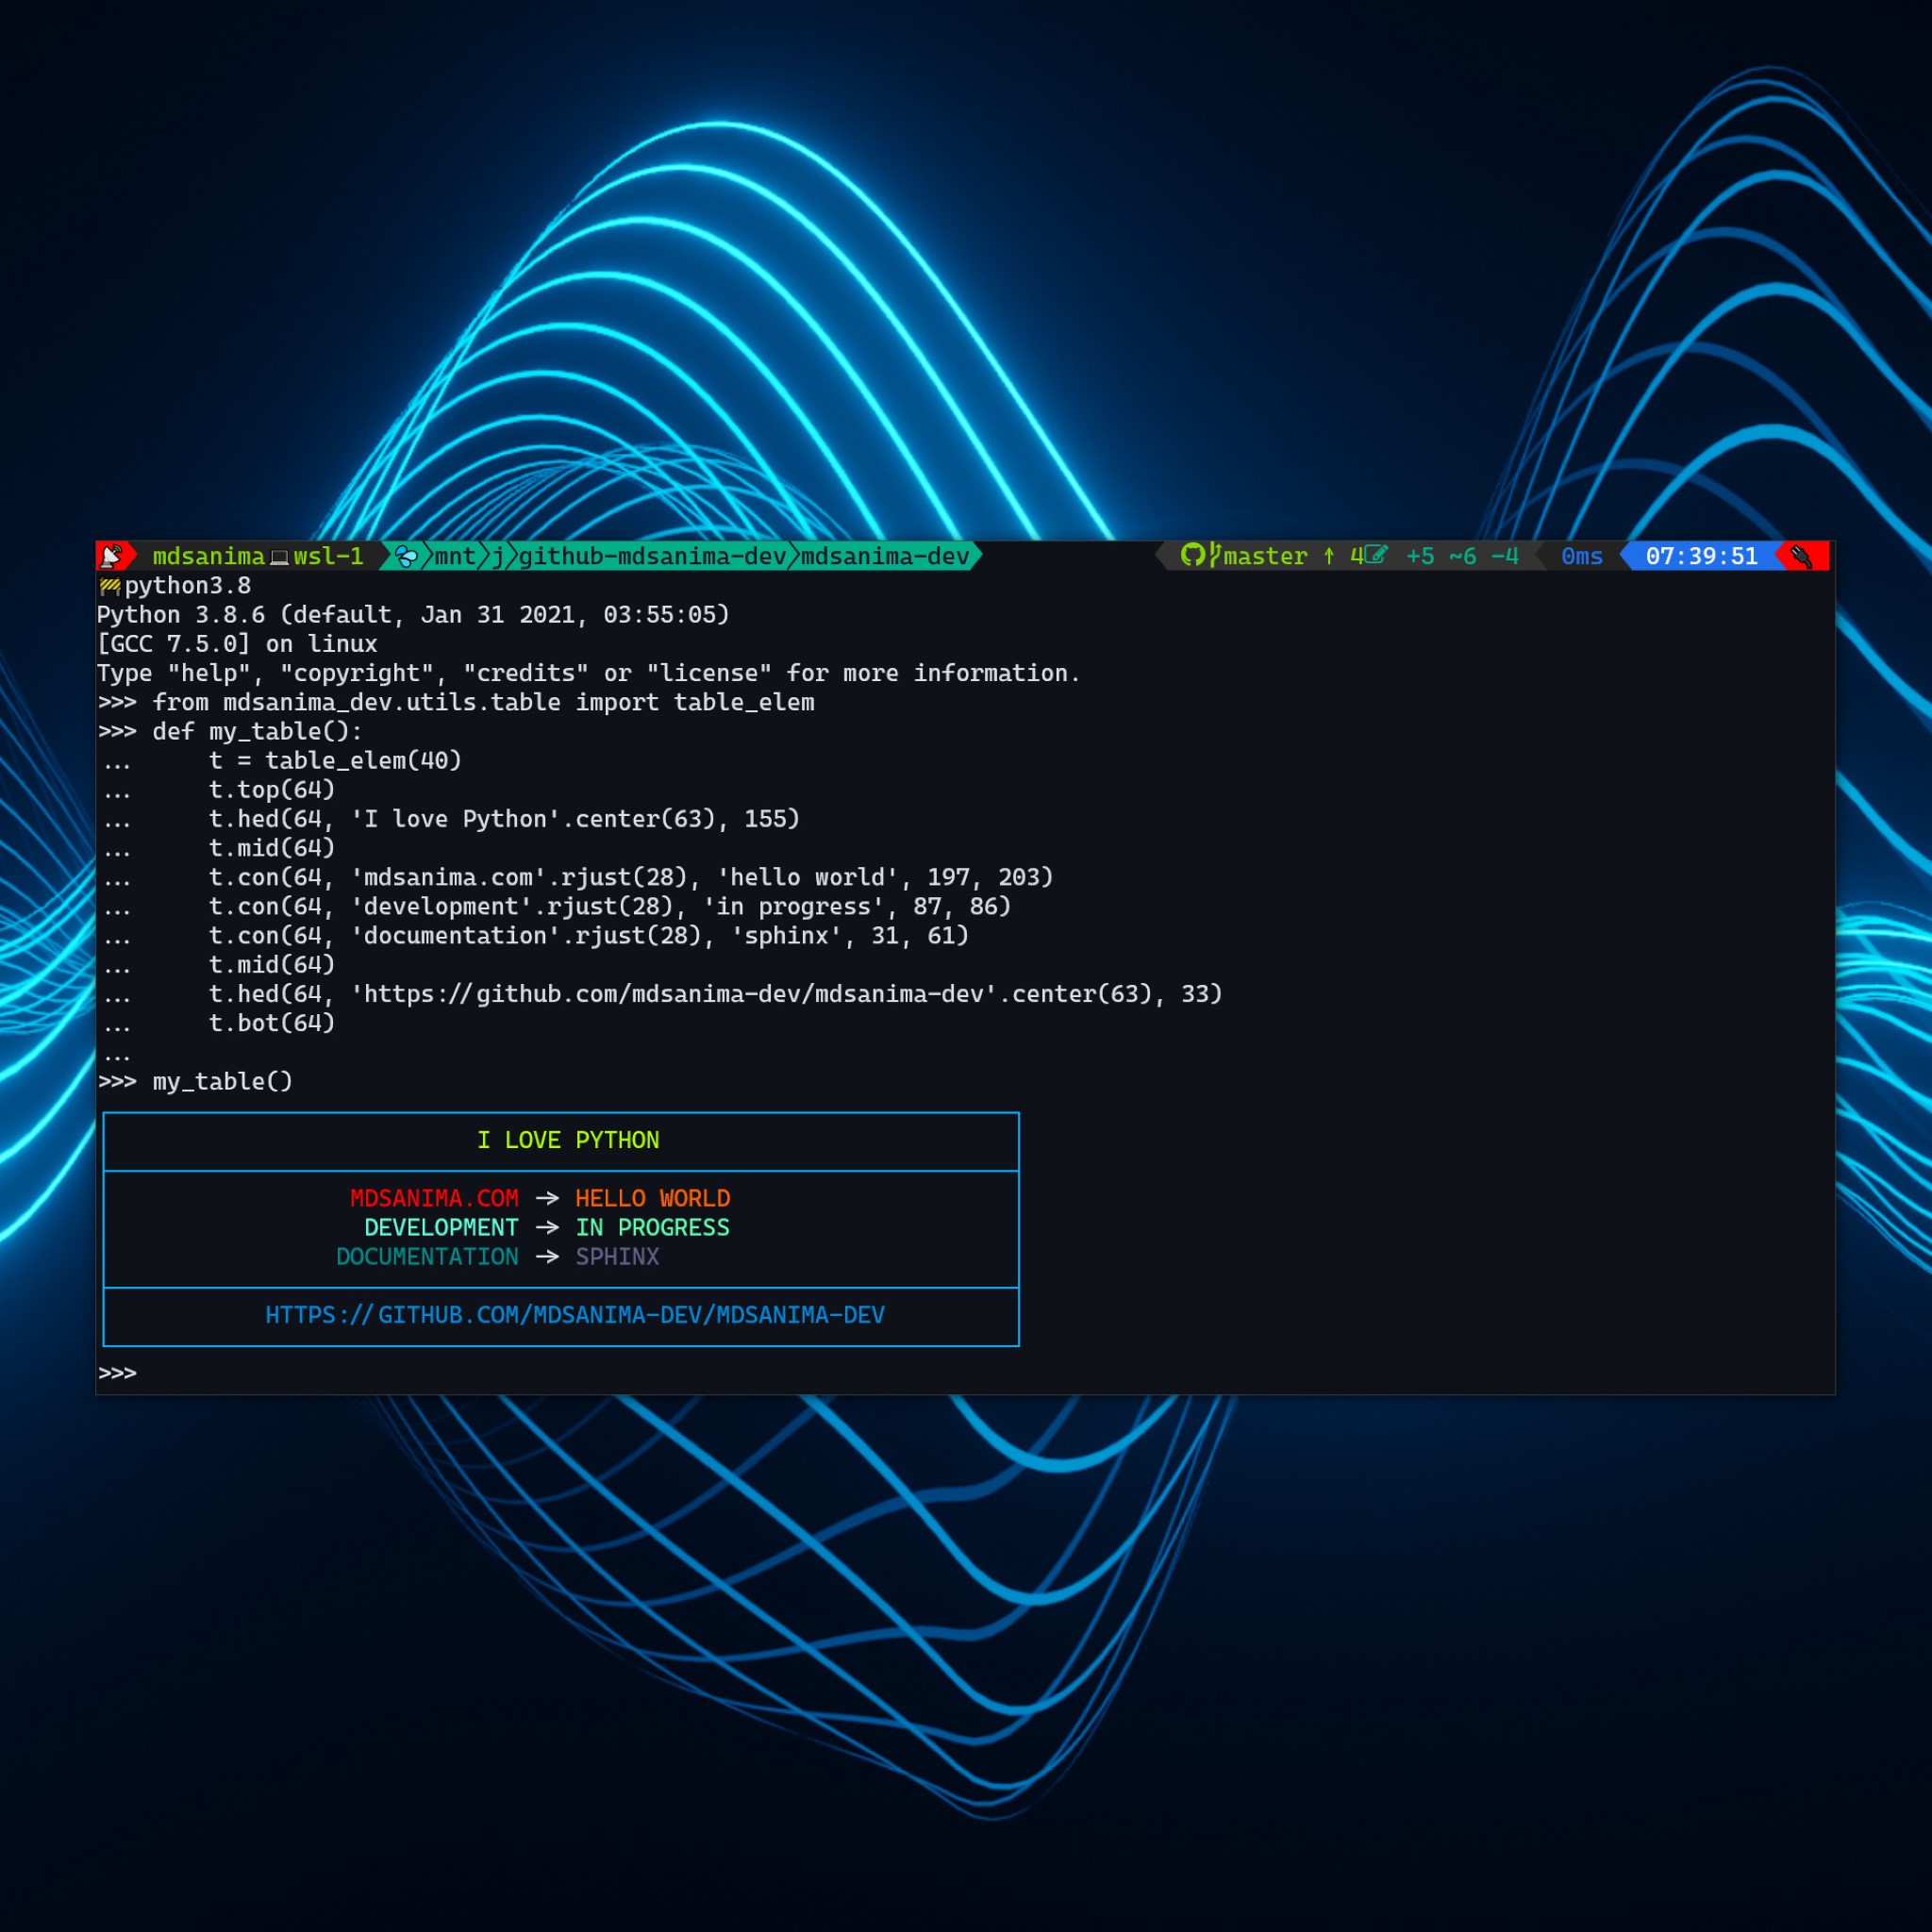 mdsanima wsl-1 mnt j github-mdsanima-dev mdsanima-dev master ↑ 4 +5 ~6 -4 0ms 07:39:51
python3.8
Python 3.8.6 (default, Jan 31 2021, 03:55:05)
[GCC 7.5.0] on linux
Type "help", "copyright", "credits" or "license" for more information.
>>> from mdsanima_dev.utils.table import table_elem
>>> def my_table():
...     t = table_elem(40)
...     t.top(64)
...     t.hed(64, 'I love Python'.center(63), 155)
...     t.mid(64)
...     t.con(64, 'mdsanima.com'.rjust(28), 'hello world', 197, 203)
...     t.con(64, 'development'.rjust(28), 'in progress', 87, 86)
...     t.con(64, 'documentation'.rjust(28), 'sphinx', 31, 61)
...     t.mid(64)
...     t.hed(64, 'https://github.com/mdsanima-dev/mdsanima-dev'.center(63), 33)
...     t.bot(64)
...
>>> my_table()
I LOVE PYTHON
MDSANIMA.COM → HELLO WORLD
DEVELOPMENT → IN PROGRESS
DOCUMENTATION → SPHINX
HTTPS://GITHUB.COM/MDSANIMA-DEV/MDSANIMA-DEV
>>>